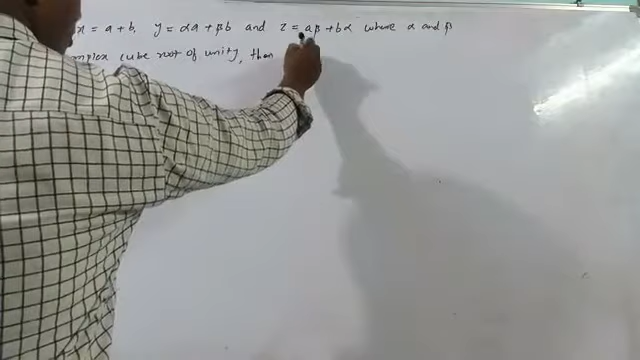 x = a + b, y = αa + βb and z = aβ + bα where α and β
complex cube root of unity, then